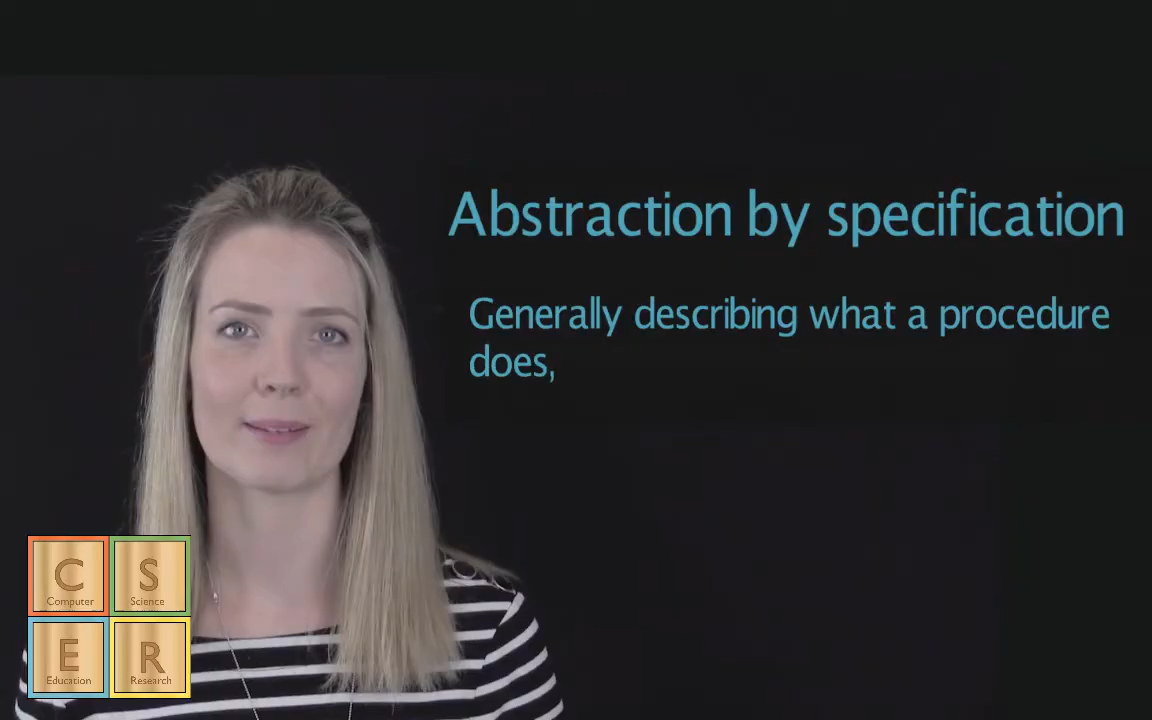 Abstraction by specification
Generally describing what a procedure
does,
C
Computer
S
Science
E
Education
R
Research